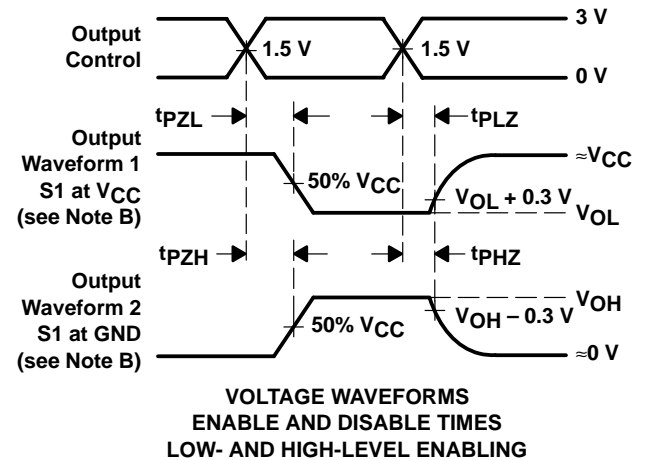 3 V
Output
Control
1.5 V
1.5 V
0 V
tPZL
tPLZ
Output
Waveform 1
S1 at VCC
(see Note B)
≈VCC
50% VCC
VOL + 0.3 V
VOL
tPZH
tPHZ
Output
Waveform 2
S1 at GND
(see Note B)
VOH
50% VCC
VOH − 0.3 V
≈0 V
VOLTAGE WAVEFORMS
ENABLE AND DISABLE TIMES
LOW- AND HIGH-LEVEL ENABLING